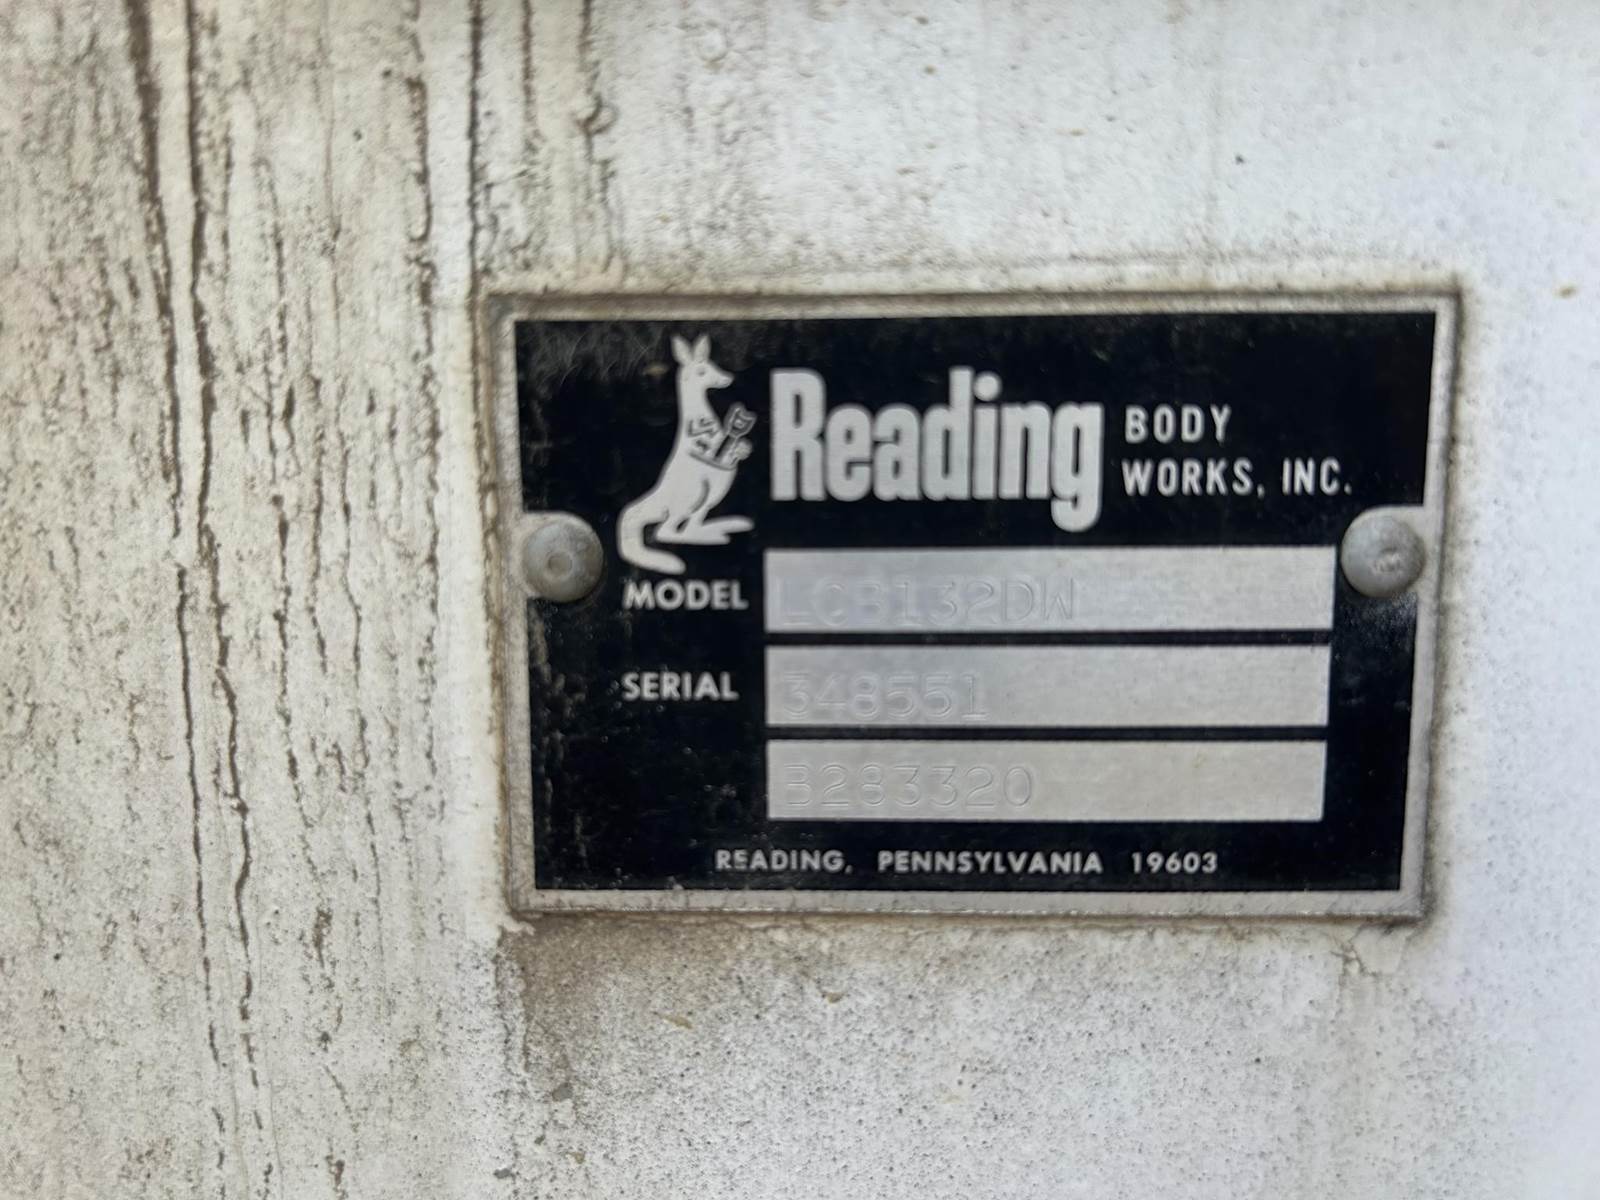 Reading BODY
WORKS, INC.
MODEL LCB132DW
SERIAL 348551
B283320
READING, PENNSYLVANIA 19603